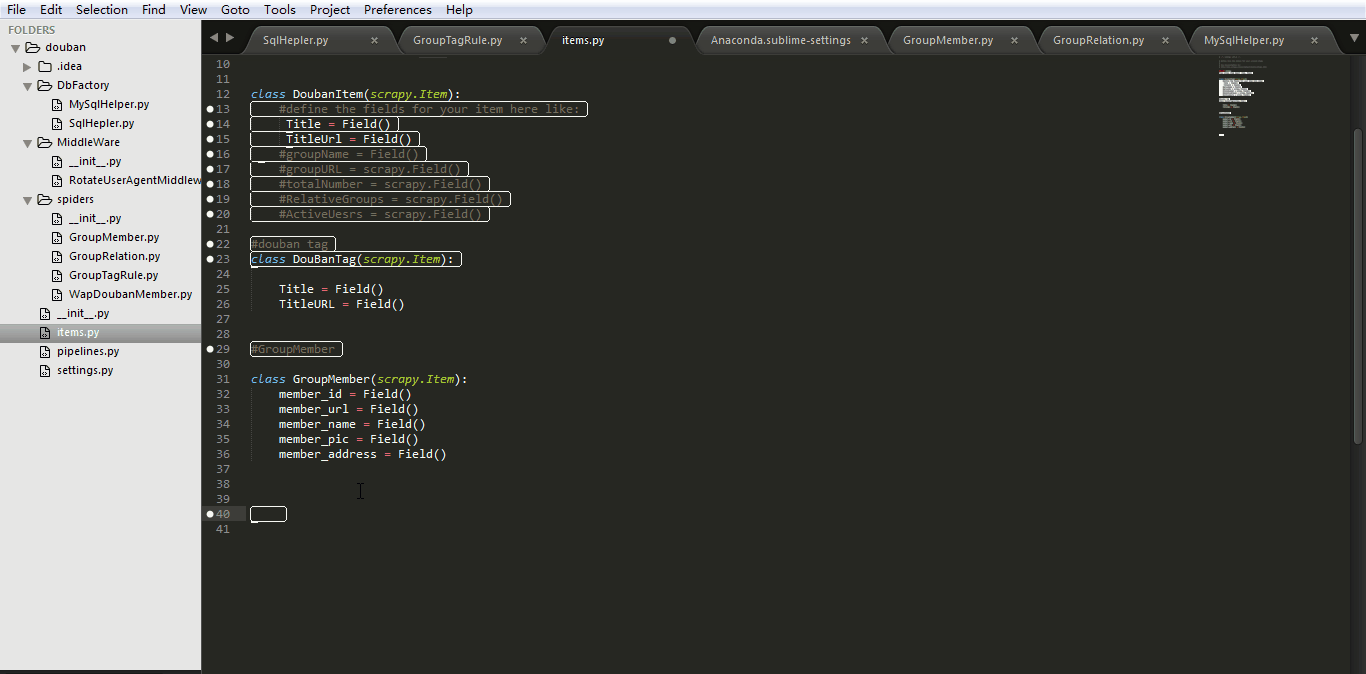 File Edit Selection Find View Goto Tools Project Preferences Help
FOLDERS
douban
.idea
DbFactory
MySqlHelper.py
SqlHepler.py
MiddleWare
__init__.py
RotateUserAgentMiddlew
spiders
__init__.py
GroupMember.py
GroupRelation.py
GroupTagRule.py
WapDoubanMember.py
__init__.py
items.py
pipelines.py
settings.py
SqlHepler.py × GroupTagRule.py × items.py Anaconda.sublime-settings × GroupMember.py × GroupRelation.py × MySqlHelper.py ×
10
11
12 class DoubanItem(scrapy.Item):
13 #define the fields for your item here like:
14 Title = Field()
15 TitleUrl = Field()
16 #groupName = Field()
17 #groupURL = scrapy.Field()
18 #totalNumber = scrapy.Field()
19 #RelativeGroups = scrapy.Field()
20 #ActiveUesrs = scrapy.Field()
21
22 #douban tag
23 class DouBanTag(scrapy.Item):
24
25 Title = Field()
26 TitleURL = Field()
27
28
29 #GroupMember
30
31 class GroupMember(scrapy.Item):
32 member_id = Field()
33 member_url = Field()
34 member_name = Field()
35 member_pic = Field()
36 member_address = Field()
37
38
39
40
41